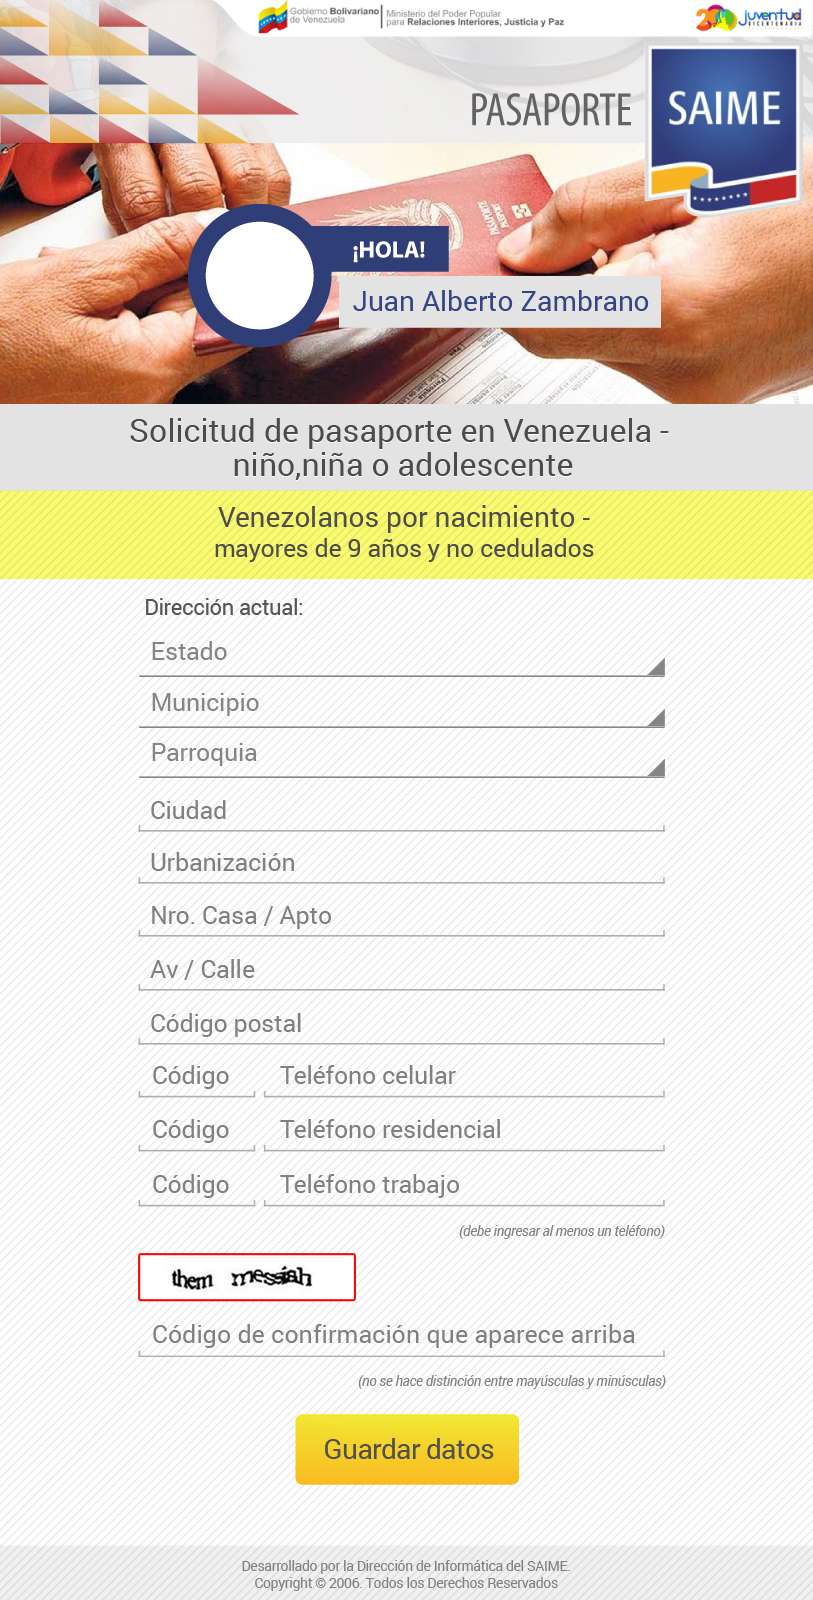 Gobierno Bolivariano
de Venezuela
Ministerio del Poder Popular
para Relaciones Interiores, Justicia y Paz
200 juventud
BICENTENARIA
PASAPORTE
SAIME
¡HOLA!
Juan Alberto Zambrano
Solicitud de pasaporte en Venezuela -
niño,niña o adolescente
Venezolanos por nacimiento -
mayores de 9 años y no cedulados
Dirección actual:
Estado
Municipio
Parroquia
Ciudad
Urbanización
Nro. Casa / Apto
Av / Calle
Código postal
Código Teléfono celular
Código Teléfono residencial
Código Teléfono trabajo
(debe ingresar al menos un teléfono)
them messiah
Código de confirmación que aparece arriba
(no se hace distinción entre mayúsculas y minúsculas)
Guardar datos
Desarrollado por la Dirección de Informática del SAIME.
Copyright © 2006. Todos los Derechos Reservados